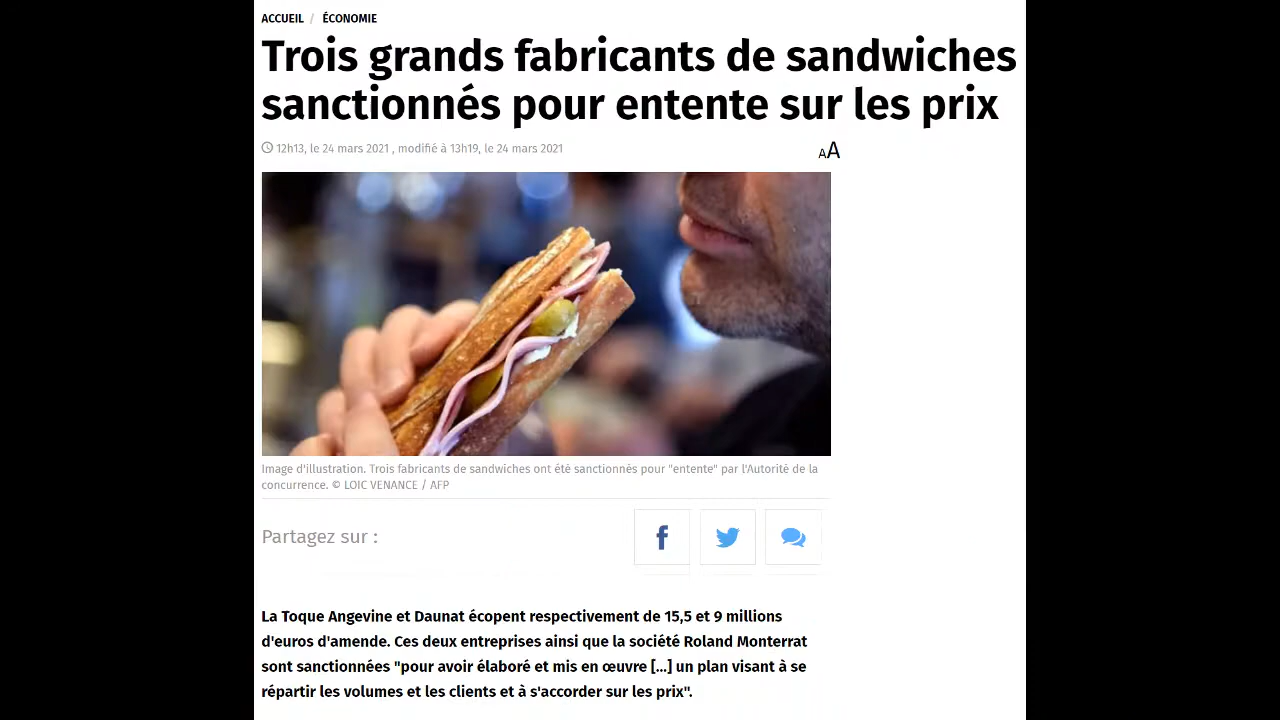 ACCUEIL / ÉCONOMIE
Trois grands fabricants de sandwiches
sanctionnés pour entente sur les prix
12h13, le 24 mars 2021 , modifié à 13h19, le 24 mars 2021
AA
Image d'illustration. Trois fabricants de sandwiches ont été sanctionnés pour "entente" par l'Autorité de la
concurrence. © LOIC VENANCE / AFP
Partagez sur :
La Toque Angevine et Daunat écopent respectivement de 15,5 et 9 millions
d'euros d'amende. Ces deux entreprises ainsi que la société Roland Monterrat
sont sanctionnées "pour avoir élaboré et mis en œuvre [...] un plan visant à se
répartir les volumes et les clients et à s'accorder sur les prix".